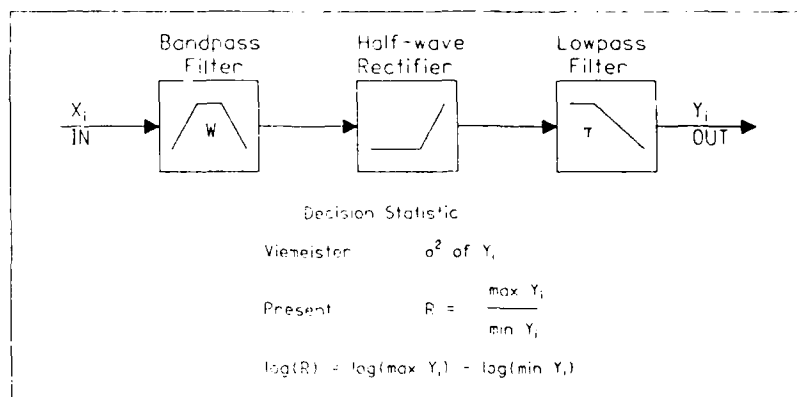 Bandpass Filter
Half-wave Rectifier
Lowpass Filter
Xi
IN
W
τ
Yi
OUT
Decision Statistic
Viemeister σ² of Yi
Present R = max Yi / min Yi
log(R) = log(max Yi) - log(min Yi)